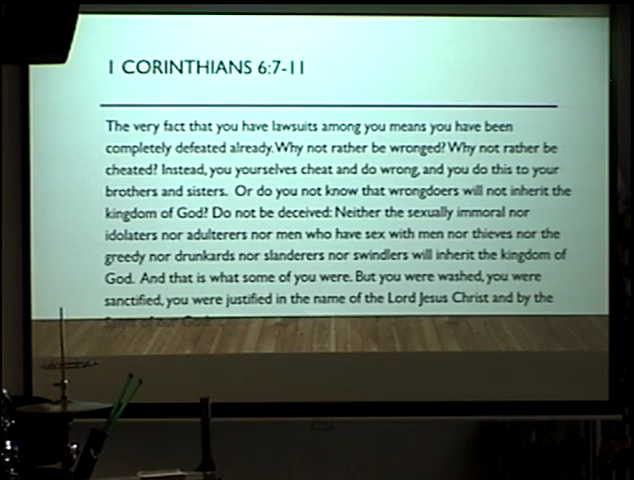 1 CORINTHIANS 6:7-11
The very fact that you have lawsuits among you means you have been
completely defeated already. Why not rather be wronged? Why not rather be
cheated? Instead, you yourselves cheat and do wrong, and you do this to your
brothers and sisters. Or do you not know that wrongdoers will not inherit the
kingdom of God? Do not be deceived: Neither the sexually immoral nor
idolaters nor adulterers nor men who have sex with men nor thieves nor the
greedy nor drunkards nor slanderers nor swindlers will inherit the kingdom of
God. And that is what some of you were. But you were washed, you were
sanctified, you were justified in the name of the Lord Jesus Christ and by the
Spirit of our God.